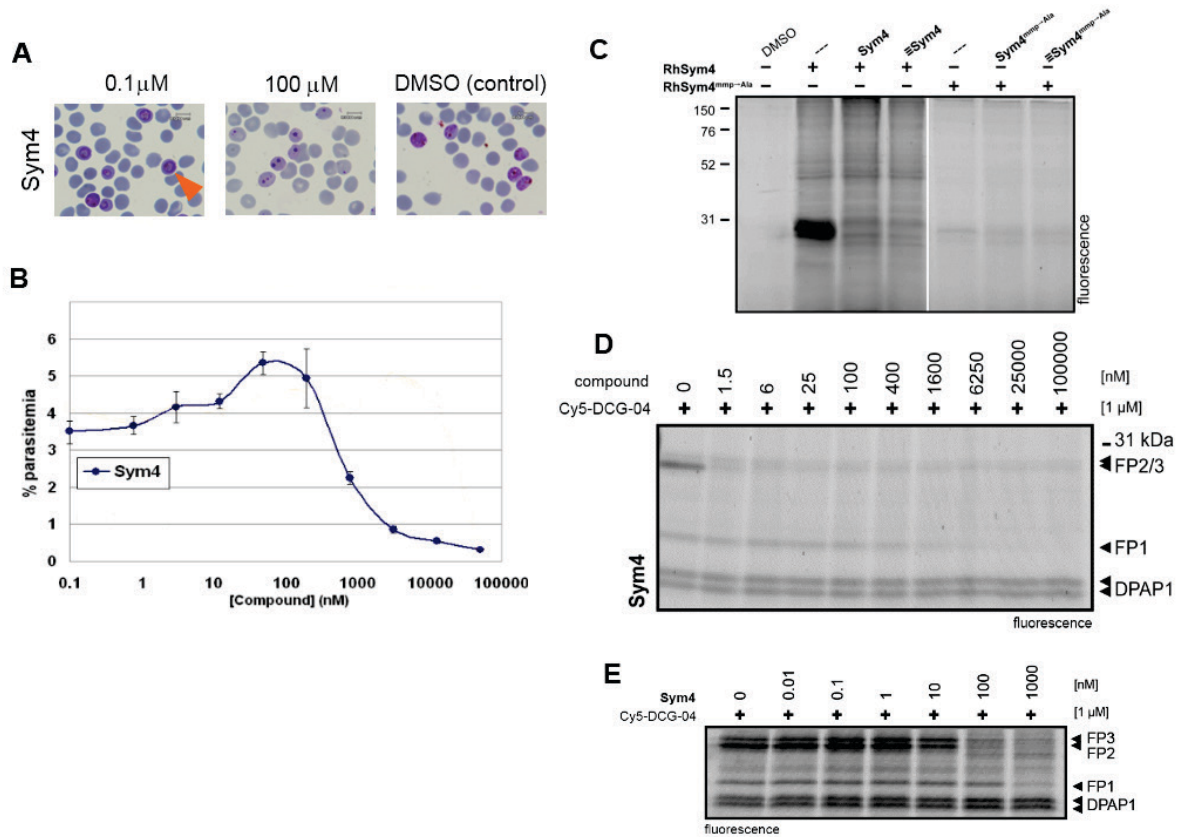 A
0.1 µM
100 µM
DMSO (control)
Sym4
B
% parasitemia
6
5
4
3
2
1
0
Sym4
0.1
1
10
100
1000
10000
100000
[Compound] (nM)
C
DMSO
---
Sym4
≡Sym4
---
Sym4mmp→Ala
≡Sym4mmp→Ala
RhSym4 – + + + – – –
RhSym4mmp→Ala – – – – + + +
150
76
52
31
fluorescence
D
compound 0 1.5 6 25 100 400 1600 6250 25000 100000 [nM]
Cy5-DCG-04 + + + + + + + + + + [1 µM]
31 kDa
FP2/3
FP1
DPAP1
Sym4
fluorescence
E
Sym4 0 0.01 0.1 1 10 100 1000 [nM]
Cy5-DCG-04 + + + + + + + [1 µM]
FP3
FP2
FP1
DPAP1
fluorescence